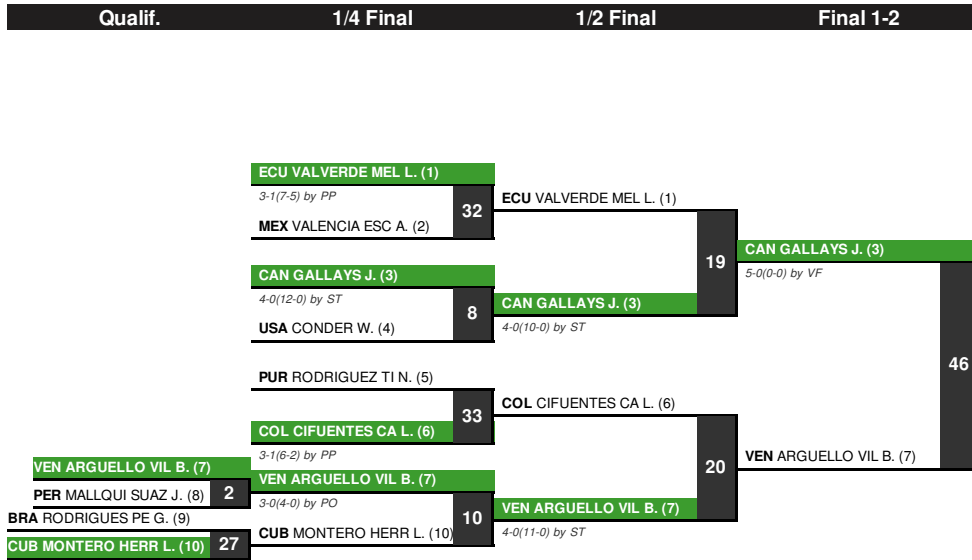 Qualif. 1/4 Final 1/2 Final Final 1-2
ECU VALVERDE MEL L. (1)
3-1(7-5) by PP
32
MEX VALENCIA ESC A. (2)
ECU VALVERDE MEL L. (1)
19
CAN GALLAYS J. (3)
5-0(0-0) by VF
CAN GALLAYS J. (3)
4-0(12-0) by ST
8
USA CONDER W. (4)
CAN GALLAYS J. (3)
4-0(10-0) by ST
46
PUR RODRIGUEZ TI N. (5)
33
COL CIFUENTES CA L. (6)
3-1(6-2) by PP
COL CIFUENTES CA L. (6)
20
VEN ARGUELLO VIL B. (7)
VEN ARGUELLO VIL B. (7)
PER MALLQUI SUAZ J. (8)
2
VEN ARGUELLO VIL B. (7)
3-0(4-0) by PO
10
CUB MONTERO HERR L. (10)
VEN ARGUELLO VIL B. (7)
4-0(11-0) by ST
BRA RODRIGUES PE G. (9)
CUB MONTERO HERR L. (10)
27